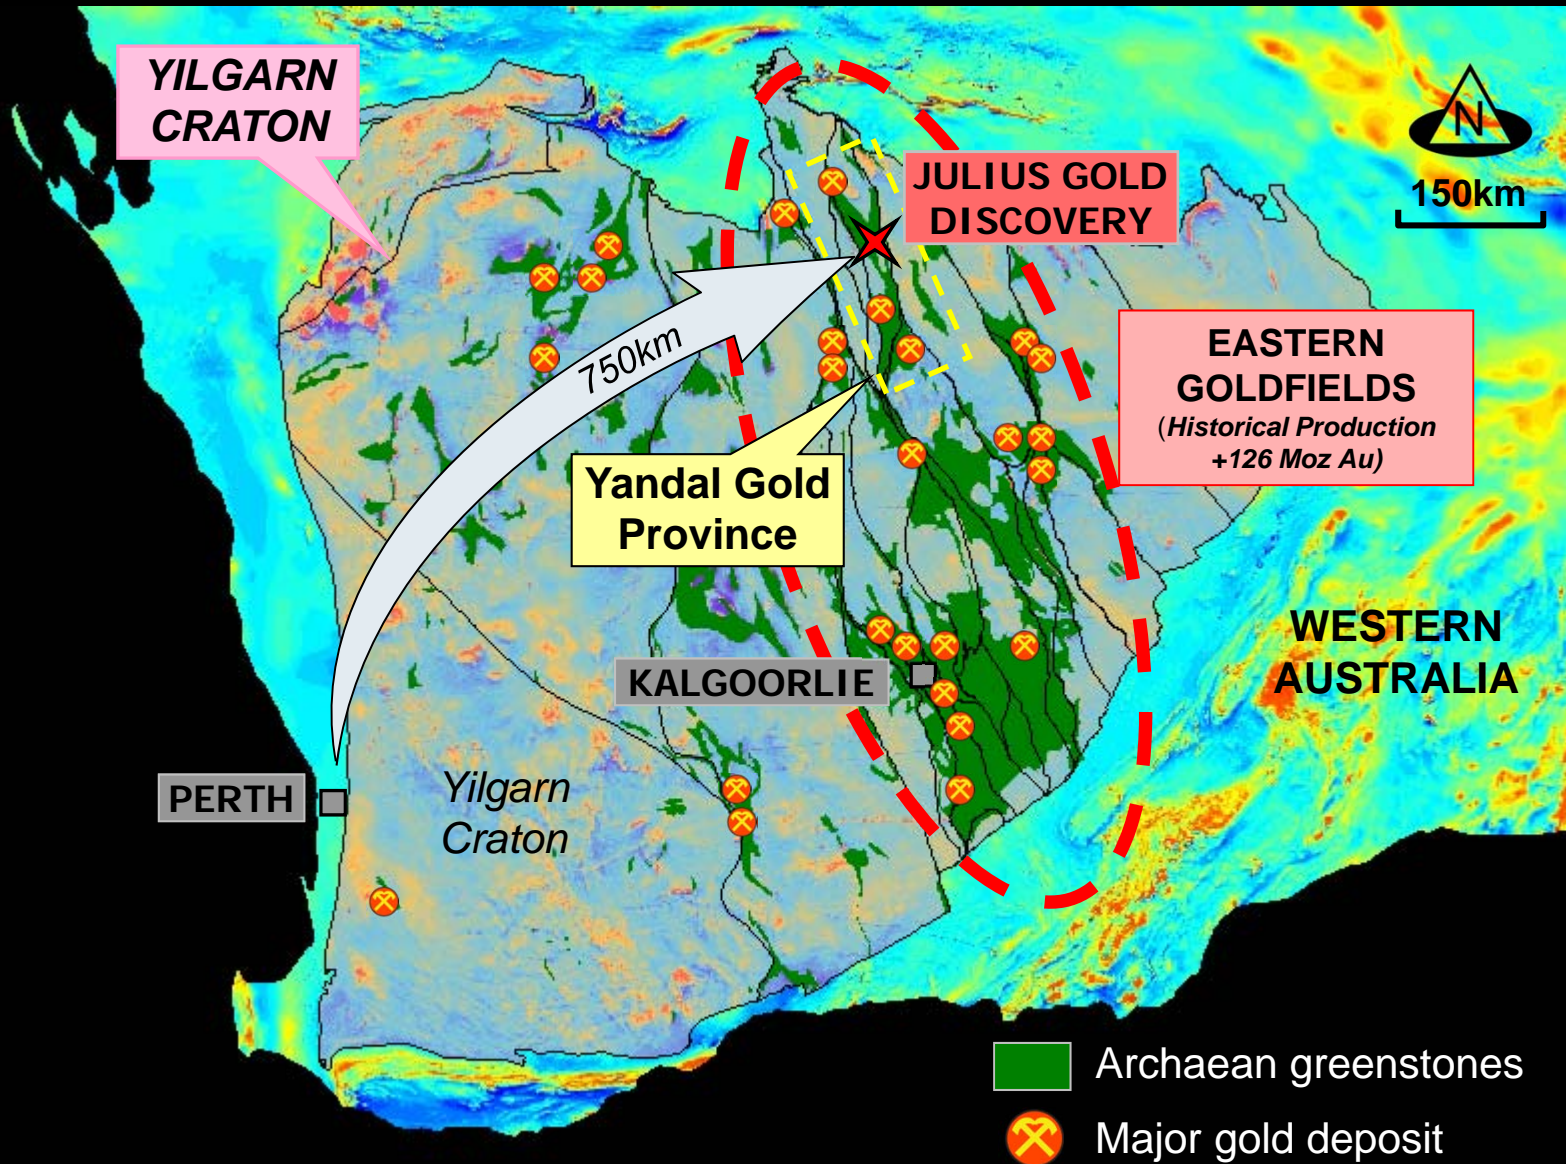 YILGARN
CRATON
N
150km
JULIUS GOLD
DISCOVERY
EASTERN
GOLDFIELDS
(Historical Production
+126 Moz Au)
750km
Yandal Gold
Province
WESTERN
AUSTRALIA
KALGOORLIE
PERTH
Yilgarn
Craton
Archaean greenstones
Major gold deposit